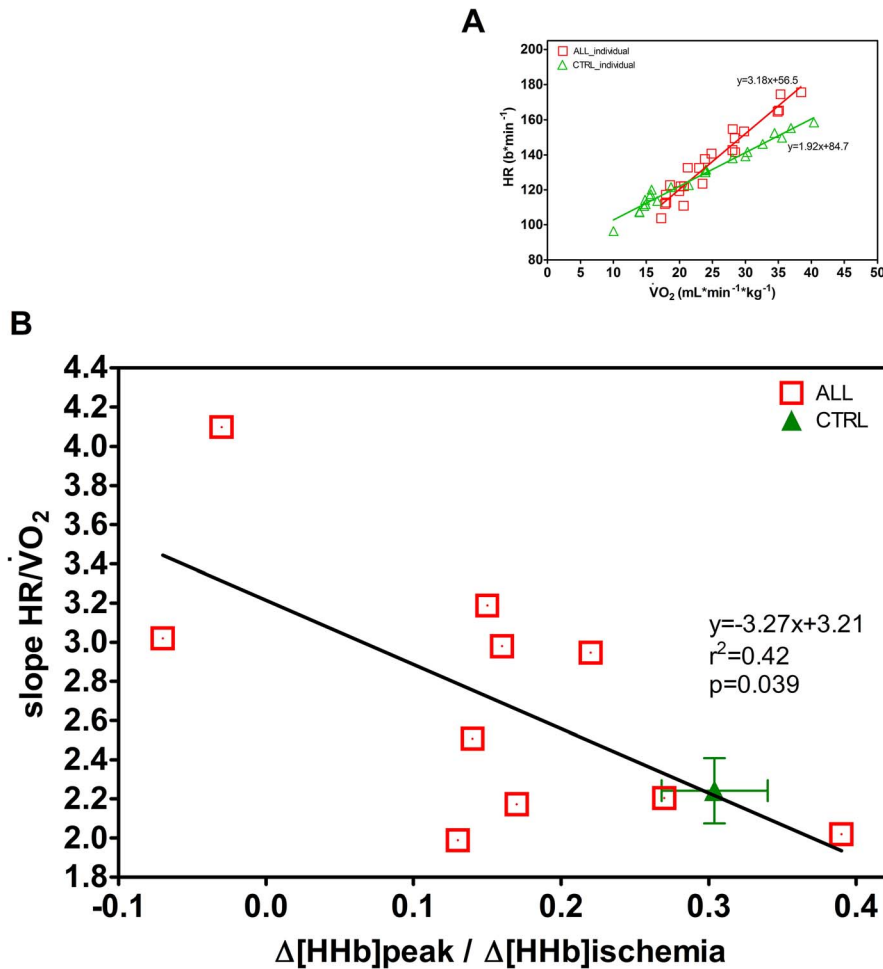 A
HR (b*min⁻¹)
200
180
160
140
120
100
80
ALL_individual
CTRL_individual
y=3.18x+56.5
y=1.92x+84.7
0 5 10 15 20 25 30 35 40 45 50
V̇O₂ (mL*min⁻¹*kg⁻¹)
B
slope HR/V̇O₂
4.4
4.2
4.0
3.8
3.6
3.4
3.2
3.0
2.8
2.6
2.4
2.2
2.0
1.8
ALL
CTRL
y=-3.27x+3.21
r²=0.42
p=0.039
-0.1 0.0 0.1 0.2 0.3 0.4
Δ[HHb]peak / Δ[HHb]ischemia